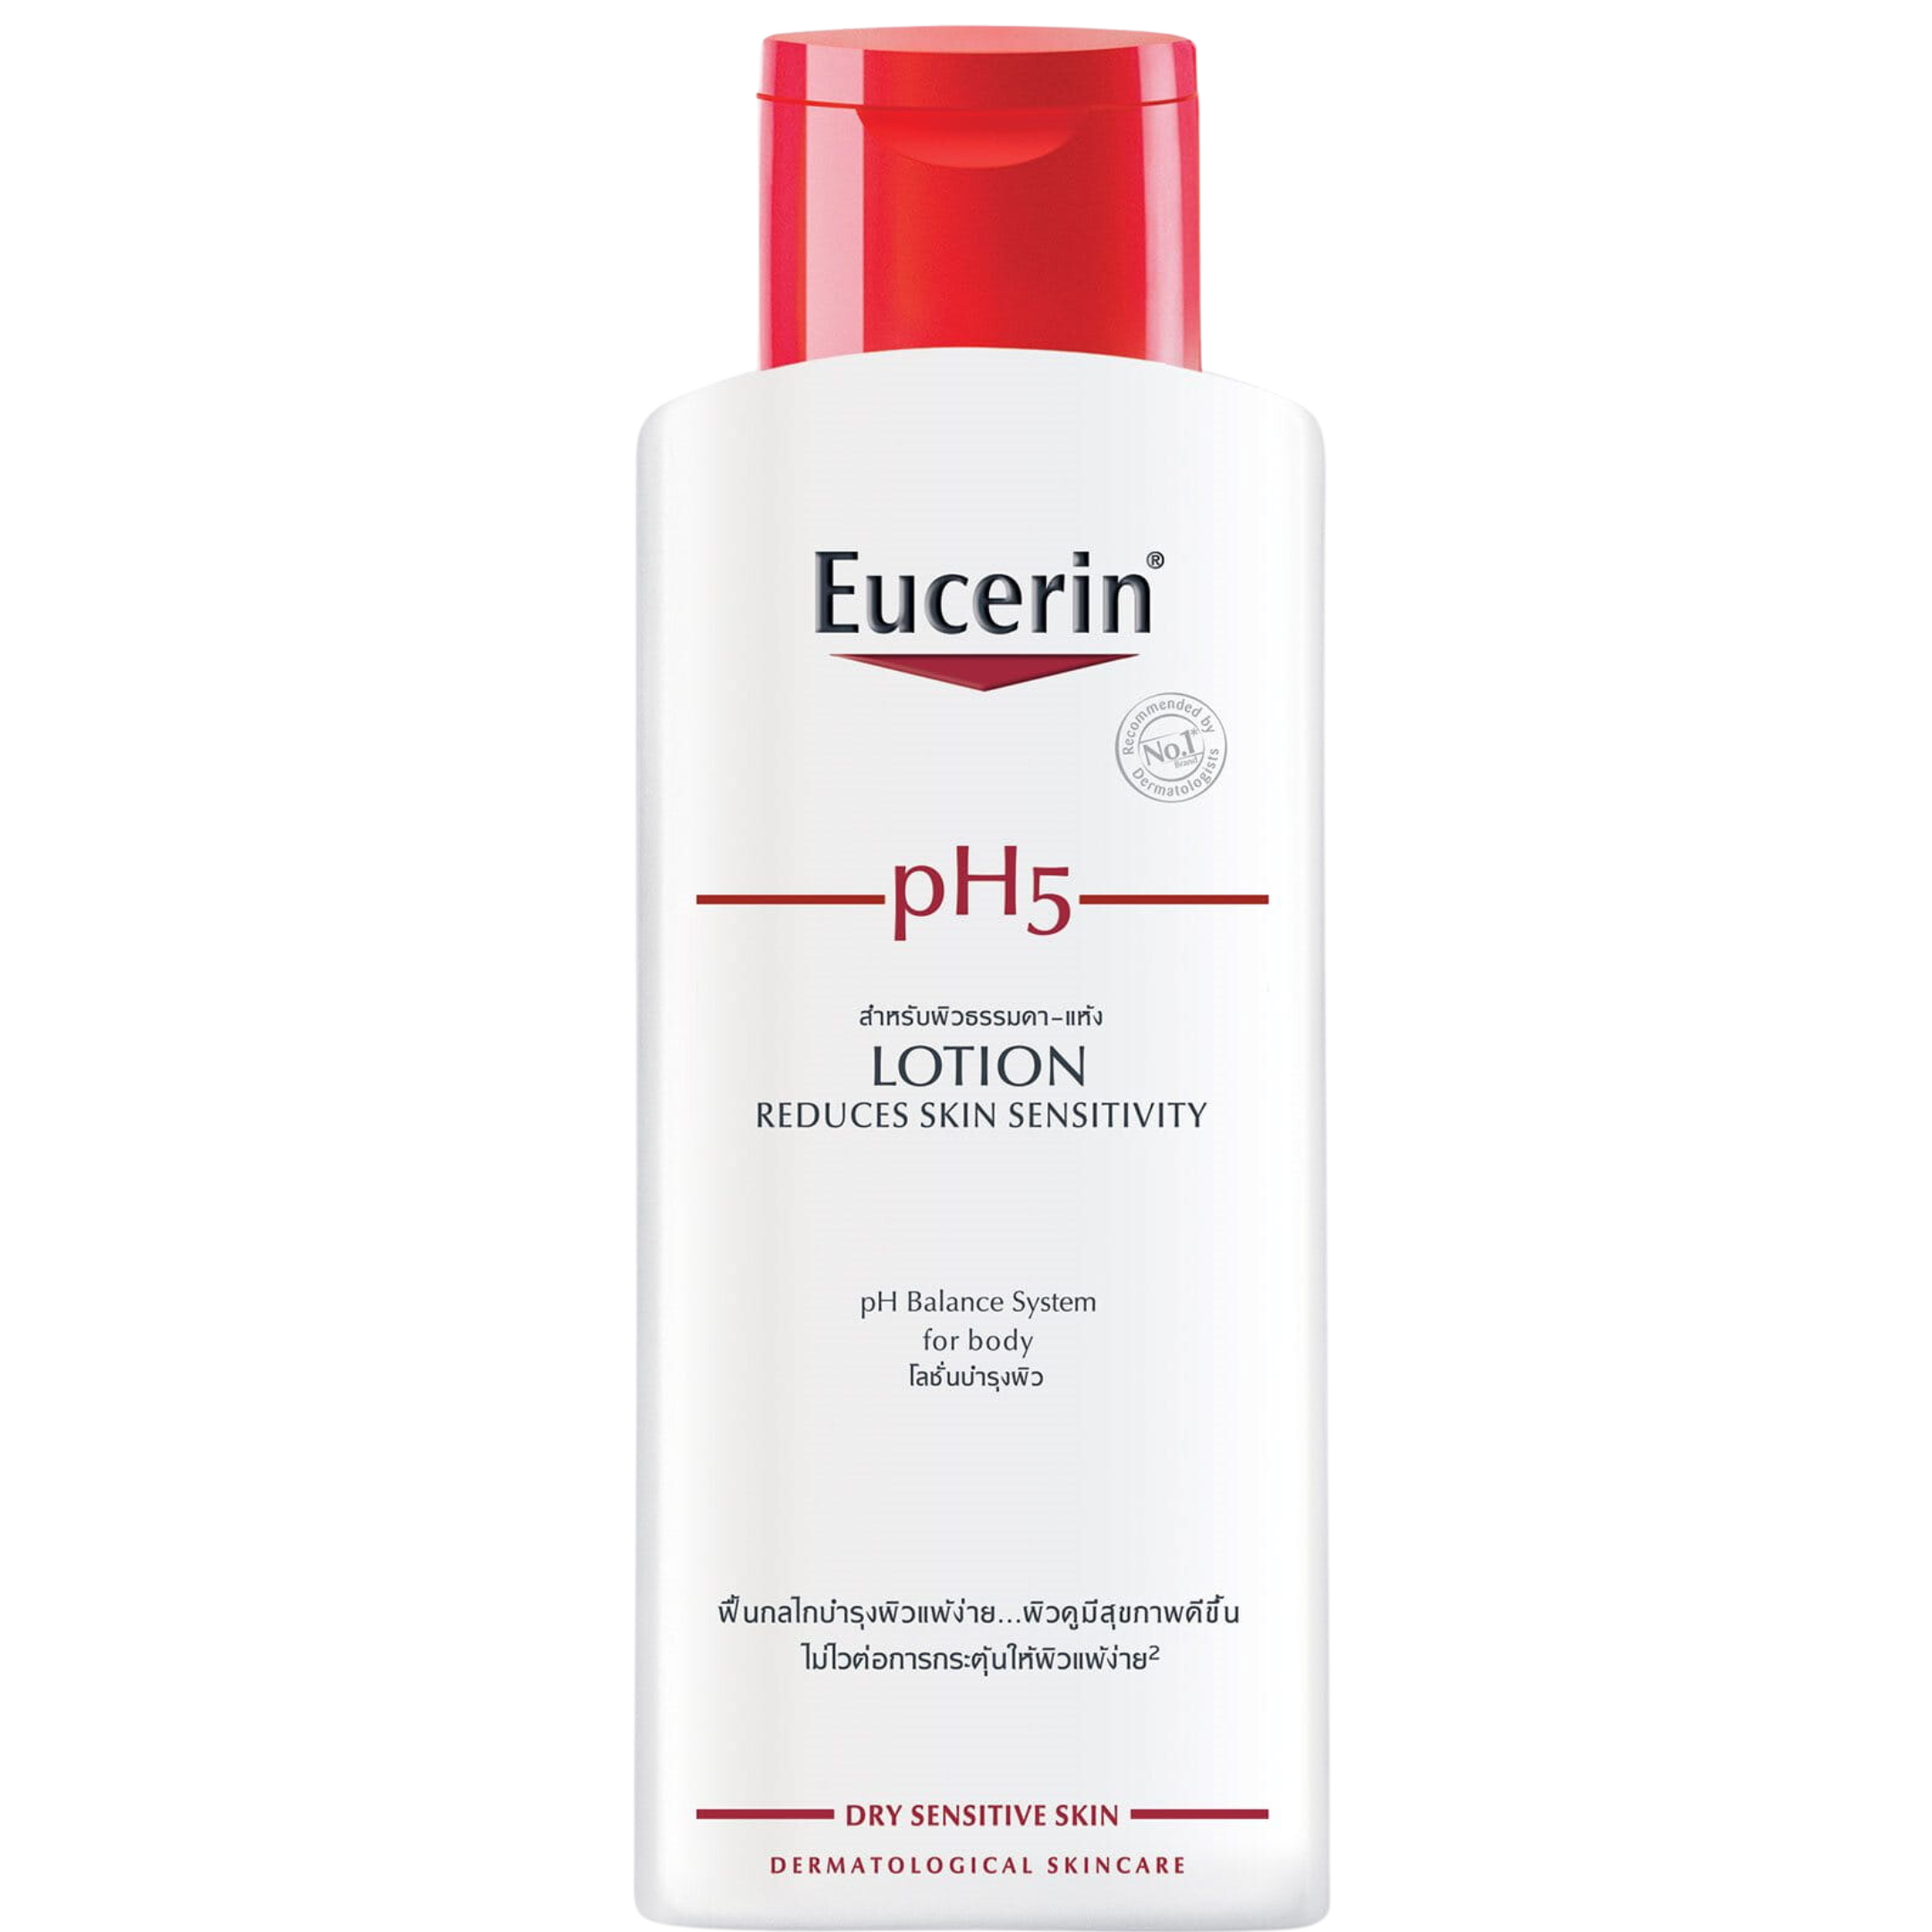 Eucerin®
Recommended by
No.1*
Brand
Dermatologists
pH5
สำหรับผิวธรรมดา-แห้ง
LOTION
REDUCES SKIN SENSITIVITY
pH Balance System
for body
โลชั่นบำรุงผิว
ฟื้นกลไกบำรุงผิวแพ้ง่าย...ผิวดูมีสุขภาพดีขึ้น
ไม่ไวต่อการกระตุ้นให้ผิวแพ้ง่าย²
DRY SENSITIVE SKIN
DERMATOLOGICAL SKINCARE